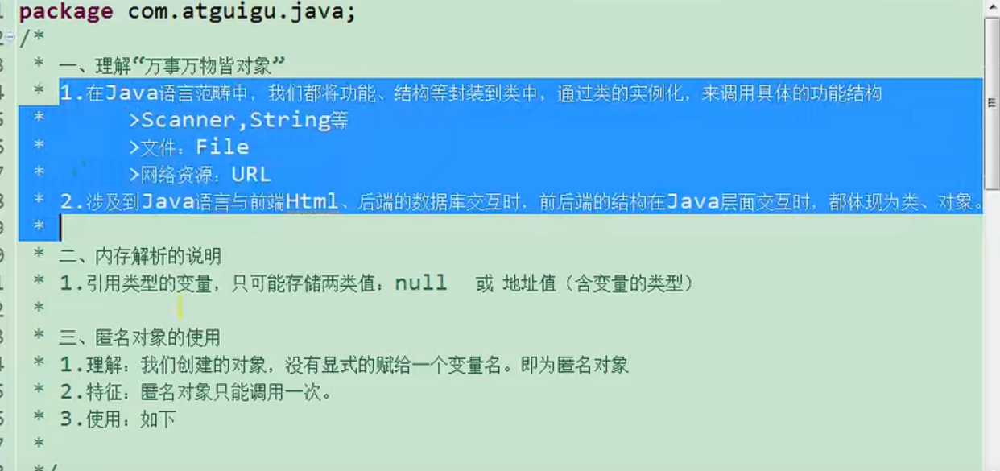 package com.atguigu.java;
/*
* 一、理解“万事万物皆对象”
* 1.在Java语言范畴中，我们都将功能、结构等封装到类中，通过类的实例化，来调用具体的功能结构
* >Scanner,String等
* >文件：File
* >网络资源：URL
* 2.涉及到Java语言与前端Html、后端的数据库交互时，前后端的结构在Java层面交互时，都体现为类、对象。
*
* 二、内存解析的说明
* 1.引用类型的变量，只可能存储两类值：null 或 地址值（含变量的类型）
*
* 三、匿名对象的使用
* 1.理解：我们创建的对象，没有显式的赋给一个变量名。即为匿名对象
* 2.特征：匿名对象只能调用一次。
* 3.使用：如下
*
*/